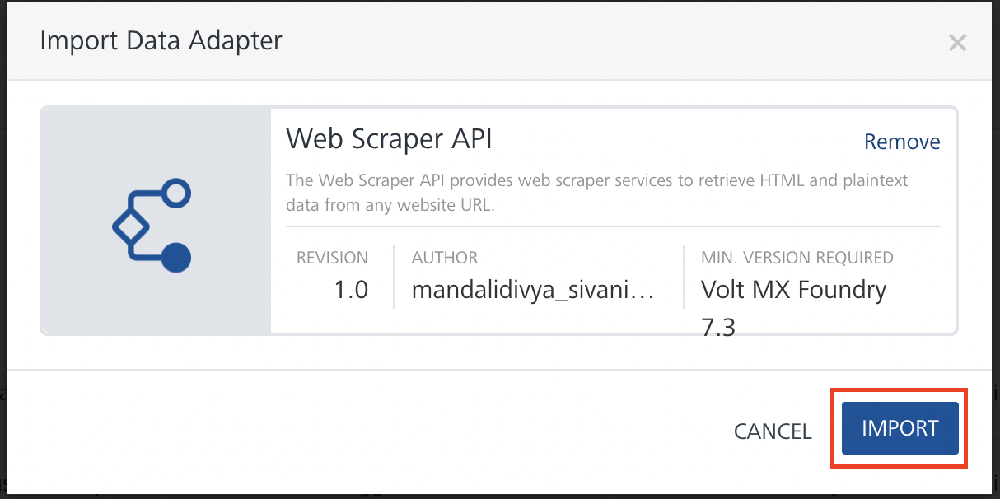 Import Data Adapter
Web Scraper API
Remove
The Web Scraper API provides web scraper services to retrieve HTML and plaintext
data from any website URL.
REVISION
1.0
AUTHOR
mandalidivya_sivani...
MIN. VERSION REQUIRED
Volt MX Foundry
7.3
CANCEL
IMPORT